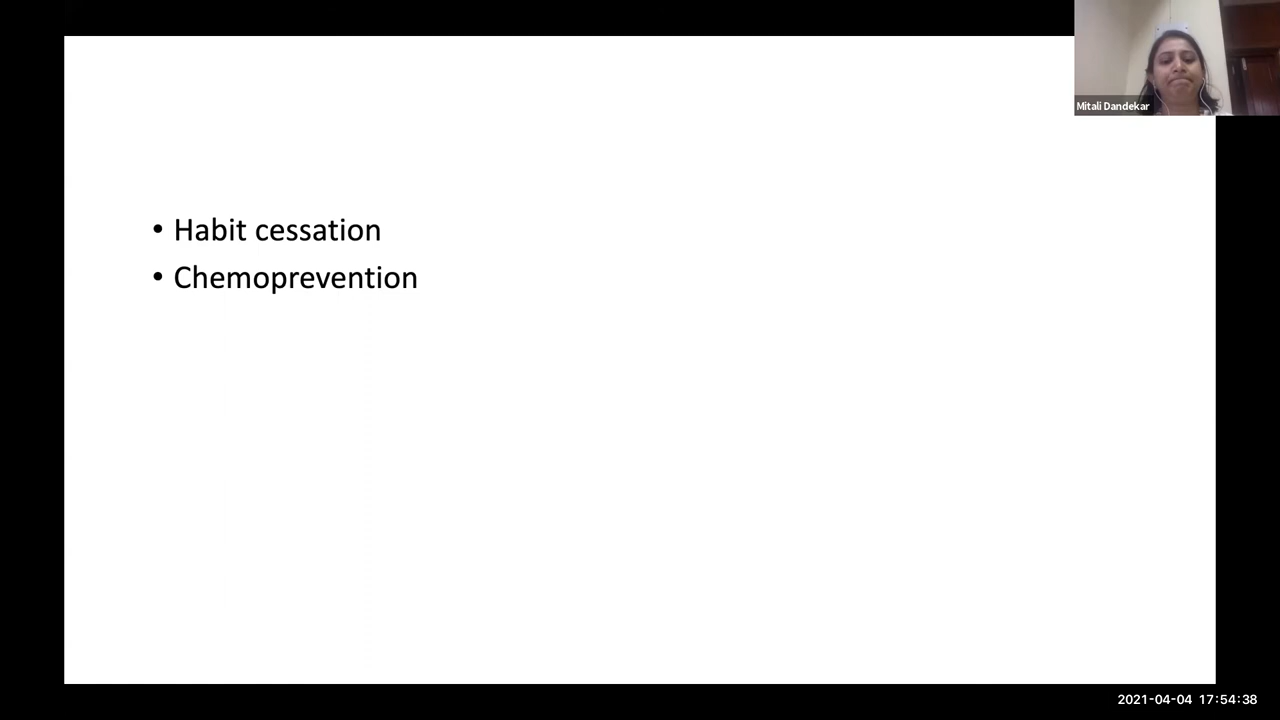 Mitali Dandekar
• Habit cessation
• Chemoprevention
2021-04-04 17:54:38